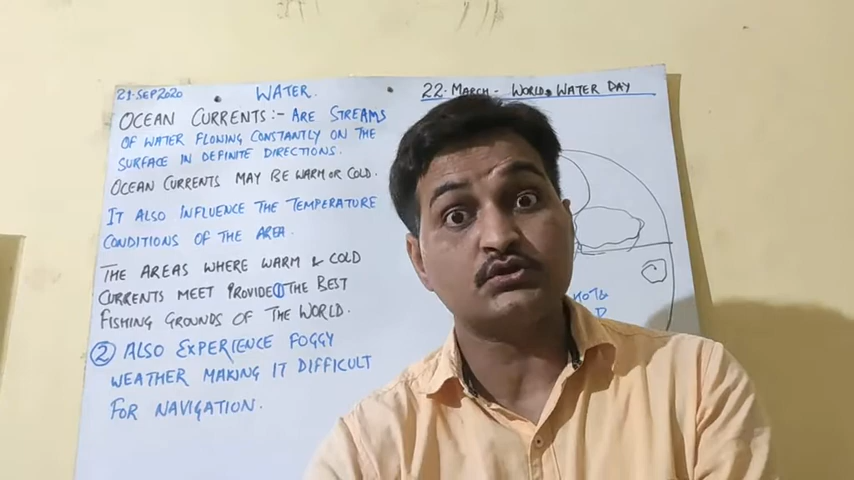 21-SEP2020 WATER. 22-MARCH- WORLD WATER DAY
OCEAN CURRENTS:- ARE STREAMS
OF WATER FLOWING CONSTANTLY ON THE
SURFACE IN DEFINITE DIRECTIONS.
OCEAN CURRENTS MAY BE WARM OR COLD.
IT ALSO INFLUENCE THE TEMPERATURE
CONDITIONS OF THE AREA.
THE AREAS WHERE WARM & COLD
CURRENTS MEET PROVIDE ① THE BEST
FISHING GROUNDS OF THE WORLD.
② ALSO EXPERIENCE FOGGY
WEATHER MAKING IT DIFFICULT
FOR NAVIGATION.